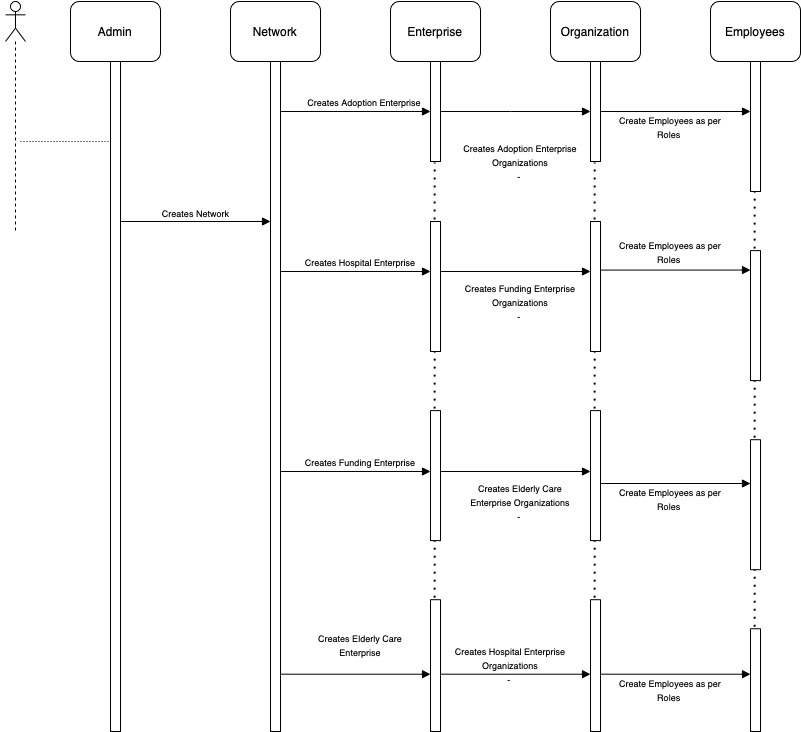 Admin
Network
Enterprise
Organization
Employees
Creates Adoption Enterprise
Creates Adoption Enterprise
Organizations
-
Create Employees as per
Roles
Creates Network
Creates Hospital Enterprise
Creates Funding Enterprise
Organizations
-
Create Employees as per
Roles
Creates Funding Enterprise
Creates Elderly Care
Enterprise Organizations
-
Create Employees as per
Roles
Creates Elderly Care
Enterprise
Creates Hospital Enterprise
Organizations
-
Create Employees as per
Roles